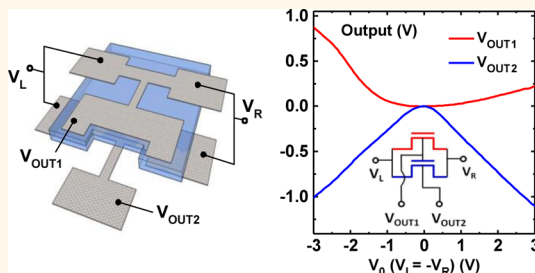 V_L
V_R
V_OUT1
V_OUT2
Output (V)
V_OUT1
V_OUT2
1.0
0.5
0.0
-0.5
-1.0
V_L
V_R
V_OUT1
V_OUT2
-3 -2 -1 0 1 2 3
V_0 (V_L = -V_R) (V)